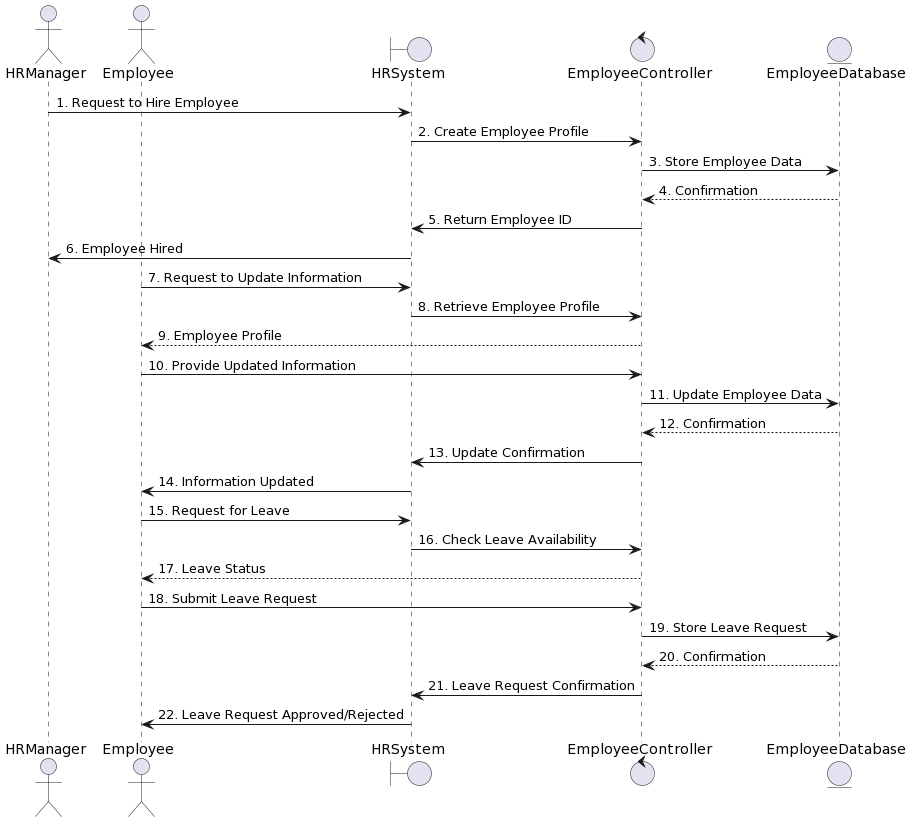 HRManager
Employee
HRSystem
EmployeeController
EmployeeDatabase
1. Request to Hire Employee
2. Create Employee Profile
3. Store Employee Data
4. Confirmation
5. Return Employee ID
6. Employee Hired
7. Request to Update Information
8. Retrieve Employee Profile
9. Employee Profile
10. Provide Updated Information
11. Update Employee Data
12. Confirmation
13. Update Confirmation
14. Information Updated
15. Request for Leave
16. Check Leave Availability
17. Leave Status
18. Submit Leave Request
19. Store Leave Request
20. Confirmation
21. Leave Request Confirmation
22. Leave Request Approved/Rejected
HRManager
Employee
HRSystem
EmployeeController
EmployeeDatabase